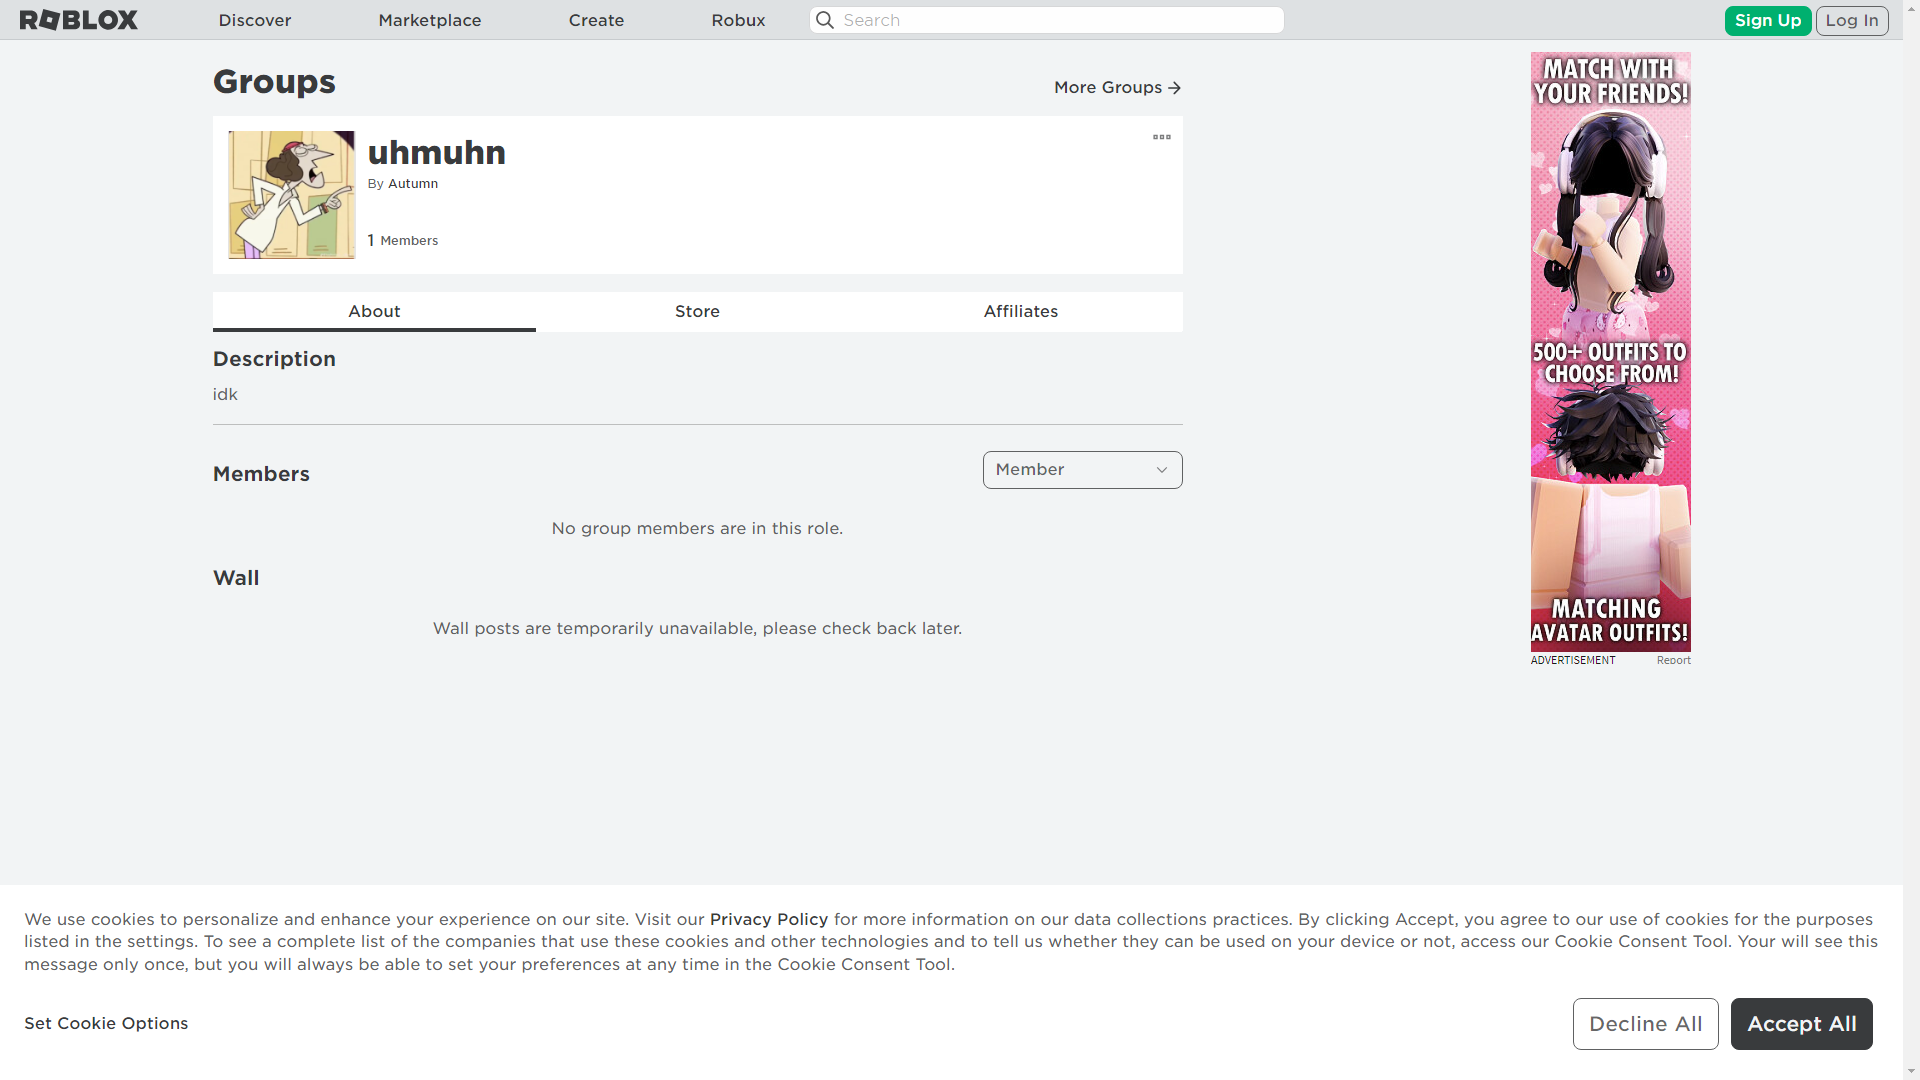 ROBLOX
Discover
Marketplace
Create
Robux
Search
Sign Up
Log In
Groups
More Groups
uhmuhn
By Autumn
1 Members
About
Store
Affiliates
Description
idk
Members
Member
No group members are in this role.
Wall
Wall posts are temporarily unavailable, please check back later.
MATCH WITH
YOUR FRIENDS!
500+ OUTFITS TO
CHOOSE FROM!
MATCHING
AVATAR OUTFITS!
ADVERTISEMENT
Report
We use cookies to personalize and enhance your experience on our site. Visit our Privacy Policy for more information on our data collections practices. By clicking Accept, you agree to our use of cookies for the purposes
listed in the settings. To see a complete list of the companies that use these cookies and other technologies and to tell us whether they can be used on your device or not, access our Cookie Consent Tool. Your will see this
message only once, but you will always be able to set your preferences at any time in the Cookie Consent Tool.
Set Cookie Options
Decline All
Accept All